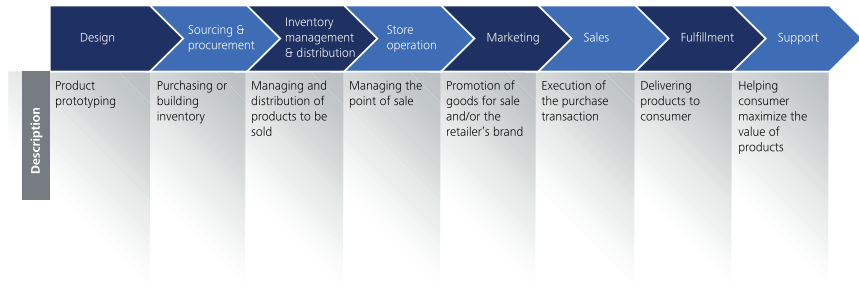 Design
Sourcing &
procurement
Inventory
management
& distribution
Store
operation
Marketing
Sales
Fulfillment
Support
Description
Product
prototyping
Purchasing or
building
inventory
Managing and
distribution of
products to be
sold
Managing the
point of sale
Promotion of
goods for sale
and/or the
retailer's brand
Execution of
the purchase
transaction
Delivering
products to
consumer
Helping
consumer
maximize the
value of
products